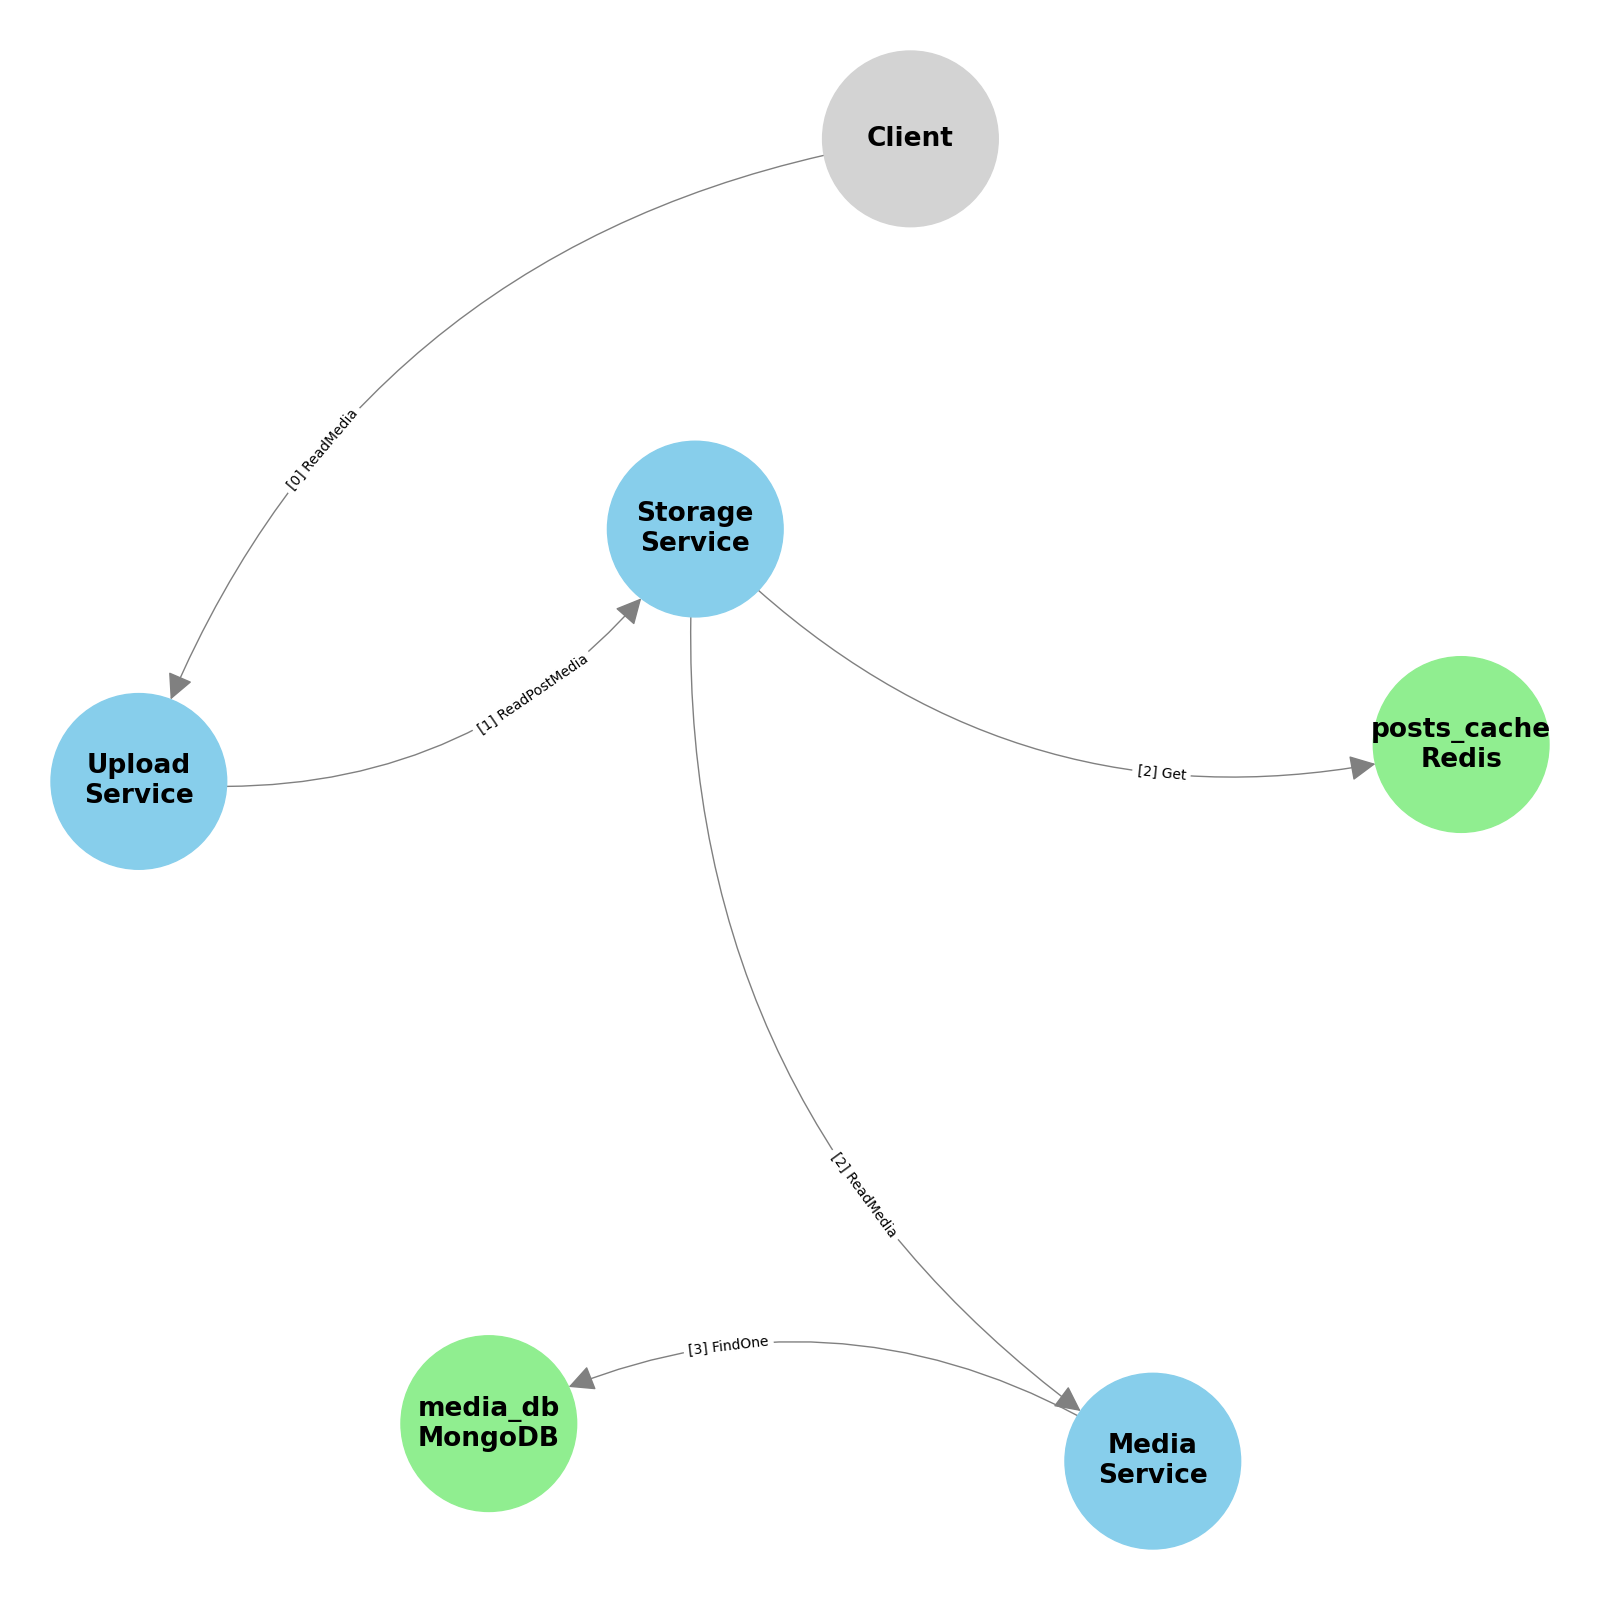 Client
[0] ReadMedia
Storage
Service
[1] ReadPostMedia
Upload
Service
posts_cache
Redis
[2] Get
[2] ReadMedia
[3] FindOne
media_db
MongoDB
Media
Service